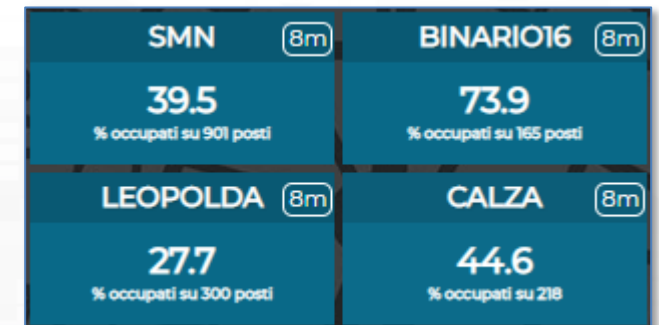 SMN 8m
39.5
% occupati su 901 posti
BINARIO16 8m
73.9
% occupati su 165 posti
LEOPOLDA 8m
27.7
% occupati su 300 posti
CALZA 8m
44.6
% occupati su 218